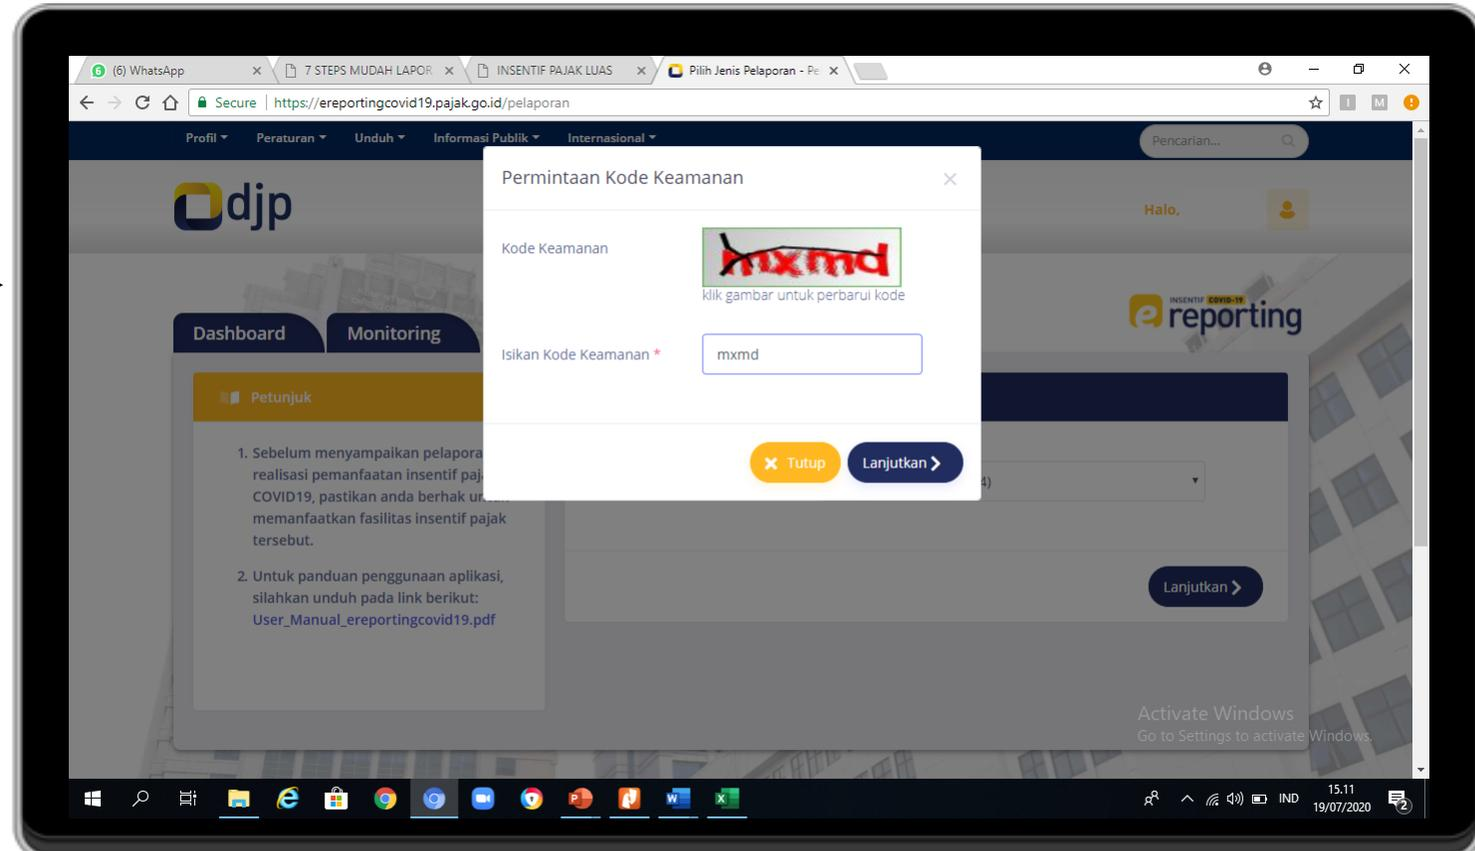 (6) WhatsApp
7 STEPS MUDAH LAPOR
INSENTIF PAJAK LUAS
Pilih Jenis Pelaporan - Pe
Secure | https://ereportingcovid19.pajak.go.id/pelaporan
Profil
Peraturan
Unduh
Informasi Publik
Internasional
Pencarian...
djp
Halo,
Permintaan Kode Keamanan
Kode Keamanan
mxmd
klik gambar untuk perbarui kode
Isikan Kode Keamanan *
mxmd
Tutup
Lanjutkan
INSENTIF COVID-19
e reporting
Dashboard
Monitoring
Petunjuk
1. Sebelum menyampaikan pelapora
realisasi pemanfaatan insentif paj
COVID19, pastikan anda berhak un
memanfaatkan fasilitas insentif pajak
tersebut.
2. Untuk panduan penggunaan aplikasi,
silahkan unduh pada link berikut:
User_Manual_ereportingcovid19.pdf
4)
Lanjutkan
Activate Windows
Go to Settings to activate Windows.
IND
15.11
19/07/2020
2